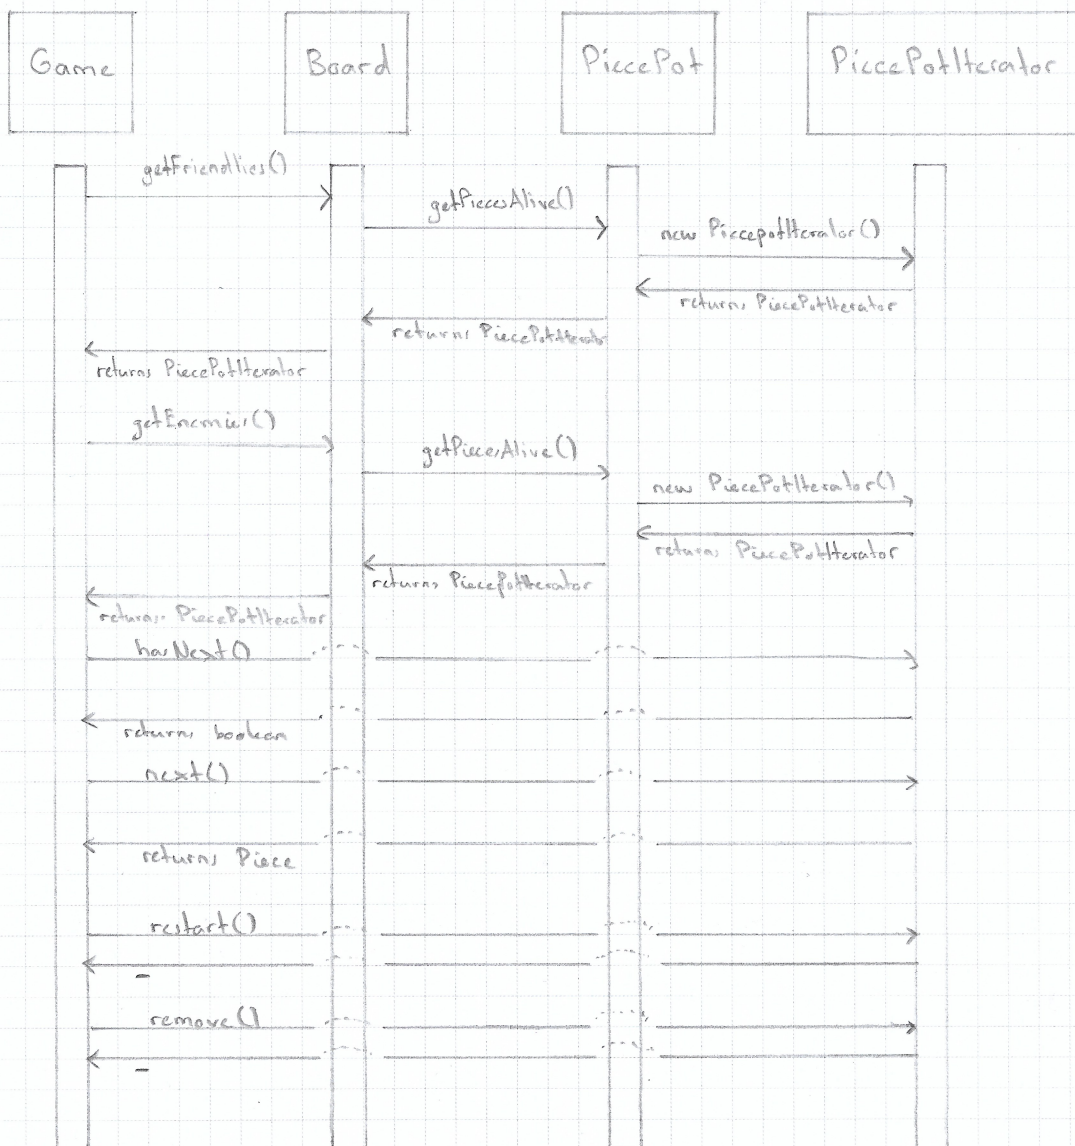 Game
Board
PiecePot
PiecePotIterator
getFriendlies()
getPiecesAlive()
new PiecepotIterator()
returns PiecePotIterator
returns PiecePotIterator
returns PiecePotIterator
getEnemies()
getPiecesAlive()
new PiecePotIterator()
returns PiecePotIterator
returns PiecepotIterator
returns PiecePotIterator
hasNext()
returns boolean
next()
returns Piece
restart()
-
remove()
-